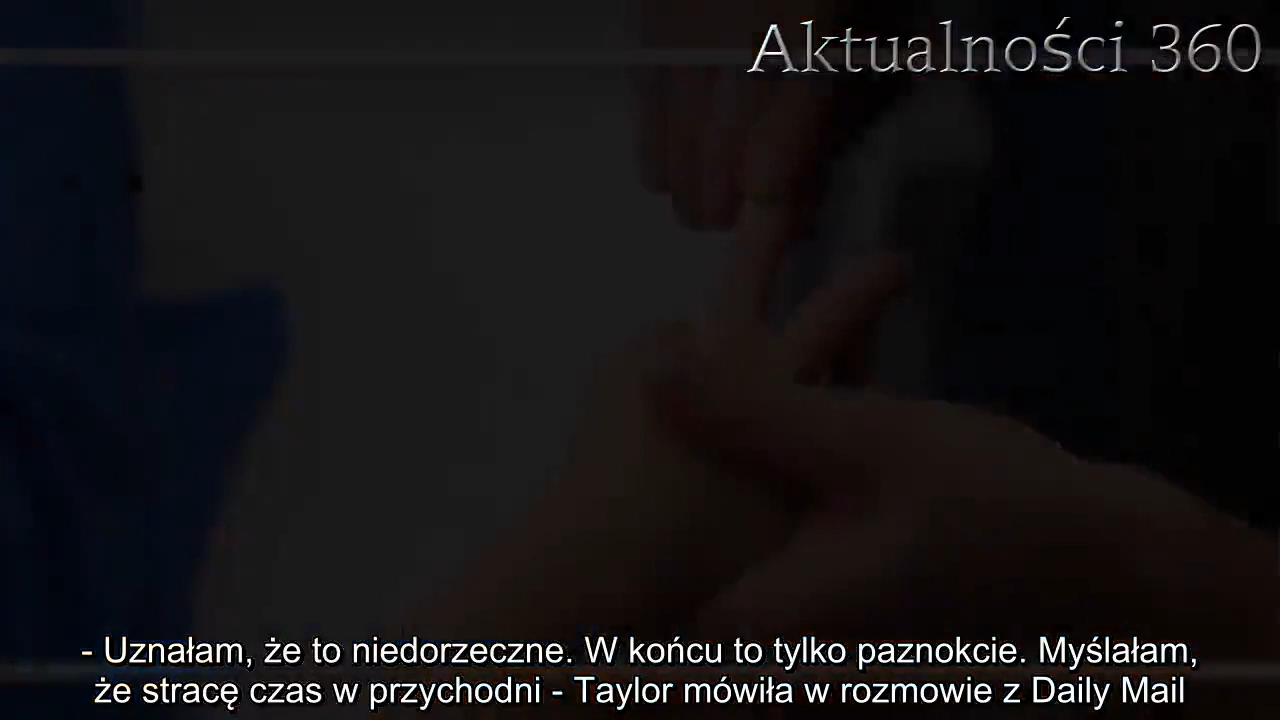 Aktualności 360
- Uznałam, że to niedorzeczne. W końcu to tylko paznokcie. Myślałam,
że stracę czas w przychodni - Taylor mówiła w rozmowie z Daily Mail